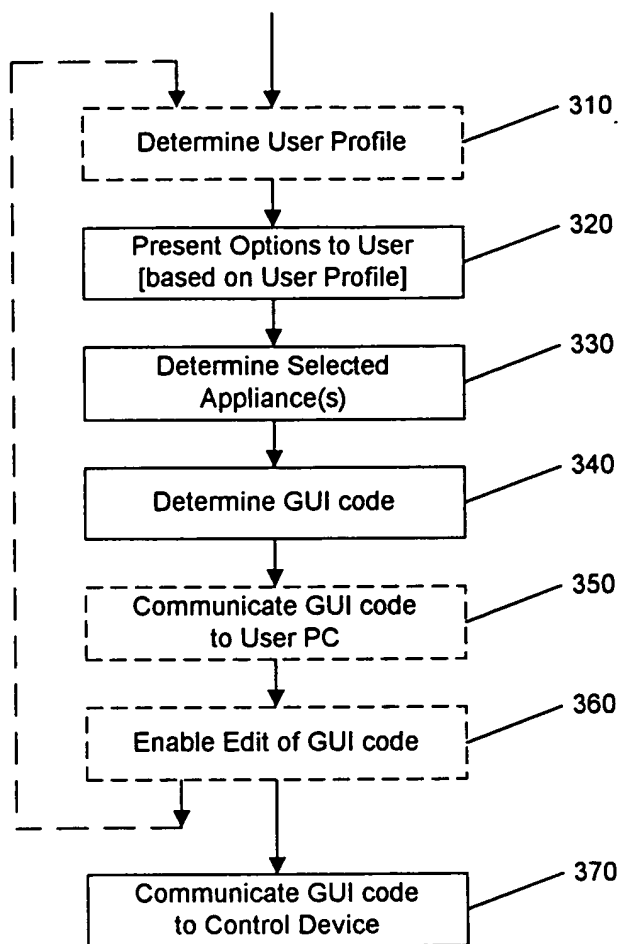 310
Determine User Profile
320
Present Options to User
[based on User Profile]
330
Determine Selected
Appliance(s)
340
Determine GUI code
350
Communicate GUI code
to User PC
360
Enable Edit of GUI code
370
Communicate GUI code
to Control Device